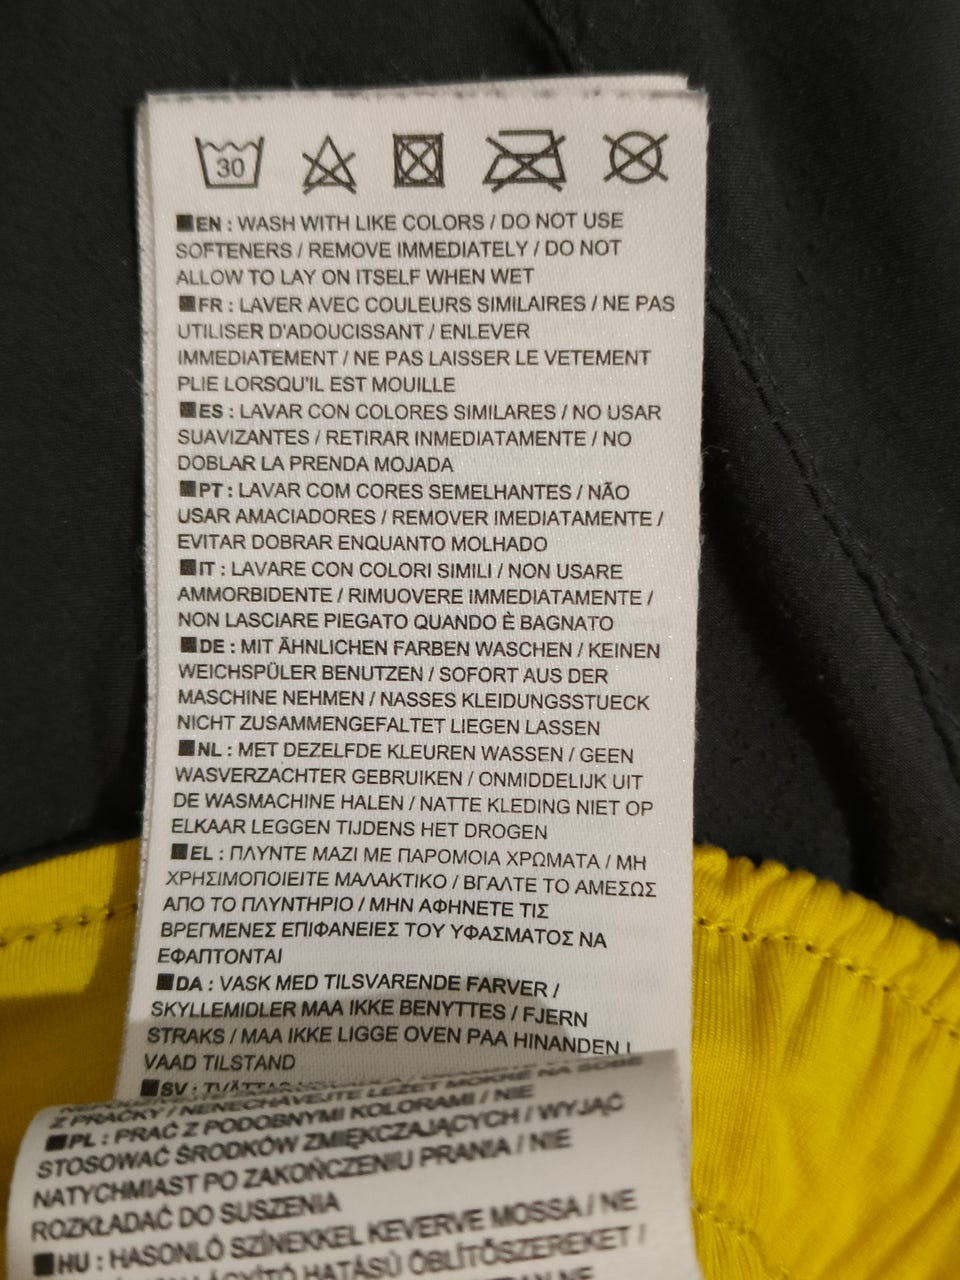 30
EN : WASH WITH LIKE COLORS / DO NOT USE
SOFTENERS / REMOVE IMMEDIATELY / DO NOT
ALLOW TO LAY ON ITSELF WHEN WET
FR : LAVER AVEC COULEURS SIMILAIRES / NE PAS
UTILISER D'ADOUCISSANT / ENLEVER
IMMEDIATEMENT / NE PAS LAISSER LE VETEMENT
PLIE LORSQU'IL EST MOUILLE
ES : LAVAR CON COLORES SIMILARES / NO USAR
SUAVIZANTES / RETIRAR INMEDIATAMENTE / NO
DOBLAR LA PRENDA MOJADA
PT : LAVAR COM CORES SEMELHANTES / NÃO
USAR AMACIADORES / REMOVER IMEDIATAMENTE /
EVITAR DOBRAR ENQUANTO MOLHADO
IT : LAVARE CON COLORI SIMILI / NON USARE
AMMORBIDENTE / RIMUOVERE IMMEDIATAMENTE /
NON LASCIARE PIEGATO QUANDO È BAGNATO
DE : MIT ÄHNLICHEN FARBEN WASCHEN / KEINEN
WEICHSPÜLER BENUTZEN / SOFORT AUS DER
MASCHINE NEHMEN / NASSES KLEIDUNGSSTUECK
NICHT ZUSAMMENGEFALTET LIEGEN LASSEN
NL : MET DEZELFDE KLEUREN WASSEN / GEEN
WASVERZACHTER GEBRUIKEN / ONMIDDELIJK UIT
DE WASMACHINE HALEN / NATTE KLEDING NIET OP
ELKAAR LEGGEN TIJDENS HET DROGEN
EL : ΠΛΥΝΤΕ ΜΑΖΙ ΜΕ ΠΑΡΟΜΟΙΑ ΧΡΩΜΑΤΑ / ΜΗ
ΧΡΗΣΙΜΟΠΟΙΕΙΤΕ ΜΑΛΑΚΤΙΚΟ / ΒΓΑΛΤΕ ΤΟ ΑΜΕΣΩΣ
ΑΠΟ ΤΟ ΠΛΥΝΤΗΡΙΟ / ΜΗΝ ΑΦΗΝΕΤΕ ΤΙΣ
ΒΡΕΓΜΕΝΕΣ ΕΠΙΦΑΝΕΙΕΣ ΤΟΥ ΥΦΑΣΜΑΤΟΣ ΝΑ
ΕΦΑΠΤΟΝΤΑΙ
DA : VASK MED TILSVARENDE FARVER /
SKYLLEMIDLER MAA IKKE BENYTTES / FJERN
STRAKS / MAA IKKE LIGGE OVEN PAA HINANDEN I
VAAD TILSTAND
SV :
LEŽET MOKRÉ NA SOBĚ
Z PRAČKY / NENECHÁVEJTE
PL : PRAĆ Z PODOBNYMI KOLORAMI / NIE
STOSOWAĆ ŚRODKÓW ZMIĘKCZAJĄCYCH / WYJĄĆ
NATYCHMIAST PO ZAKOŃCZENIU PRANIA / NIE
ROZKŁADAĆ DO SUSZENIA
HU : HASONLÓ SZÍNEKKEL KEVERVE MOSSA / NE
HATÁSÚ ÖBLÍTŐSZEREKET /